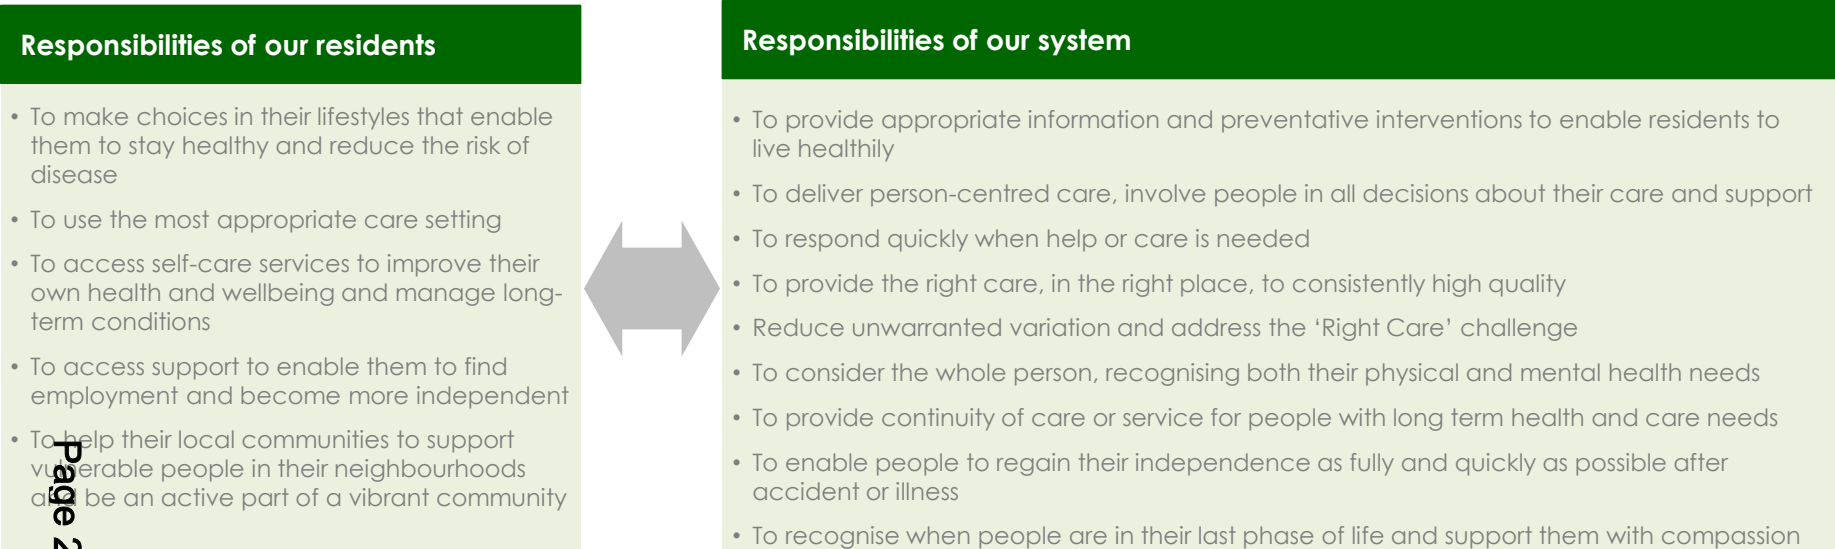 Responsibilities of our residents
• To make choices in their lifestyles that enable
them to stay healthy and reduce the risk of
disease
• To use the most appropriate care setting
• To access self-care services to improve their
own health and wellbeing and manage long-
term conditions
• To access support to enable them to find
employment and become more independent
• To help their local communities to support
vulnerable people in their neighbourhoods
and be an active part of a vibrant community
Page 2
Responsibilities of our system
• To provide appropriate information and preventative interventions to enable residents to
live healthily
• To deliver person-centred care, involve people in all decisions about their care and support
• To respond quickly when help or care is needed
• To provide the right care, in the right place, to consistently high quality
• Reduce unwarranted variation and address the ‘Right Care’ challenge
• To consider the whole person, recognising both their physical and mental health needs
• To provide continuity of care or service for people with long term health and care needs
• To enable people to regain their independence as fully and quickly as possible after
accident or illness
• To recognise when people are in their last phase of life and support them with compassion